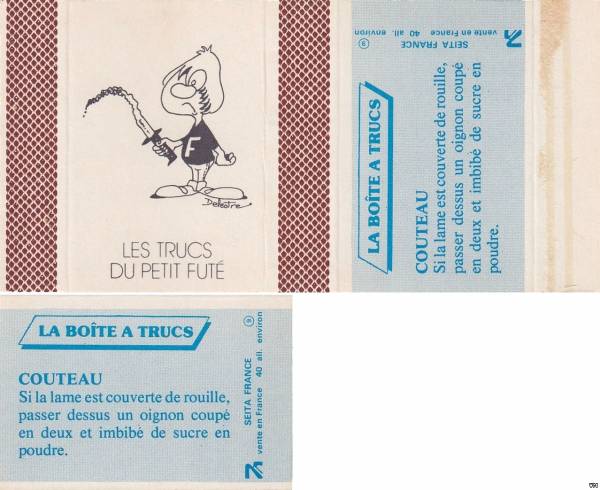 F
Delestre
LES TRUCS
DU PETIT FUTÉ
LA BOÎTE A TRUCS
COUTEAU
Si la lame est couverte de rouille,
passer dessus un oignon coupé
en deux et imbibé de sucre en
poudre.
SEITA FRANCE
vente en France 40 all. environ
9
LA BOÎTE A TRUCS
COUTEAU
Si la lame est couverte de rouille,
passer dessus un oignon coupé
en deux et imbibé de sucre en
poudre.
SEITA FRANCE
vente en France 40 all. environ
9